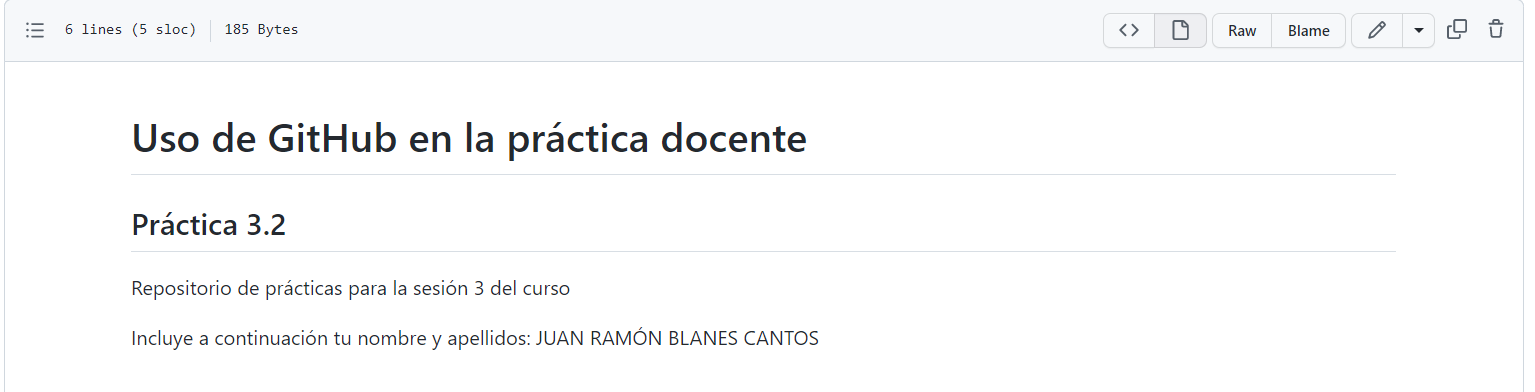 6 lines (5 sloc) 185 Bytes Raw Blame
Uso de GitHub en la práctica docente
Práctica 3.2
Repositorio de prácticas para la sesión 3 del curso
Incluye a continuación tu nombre y apellidos: JUAN RAMÓN BLANES CANTOS